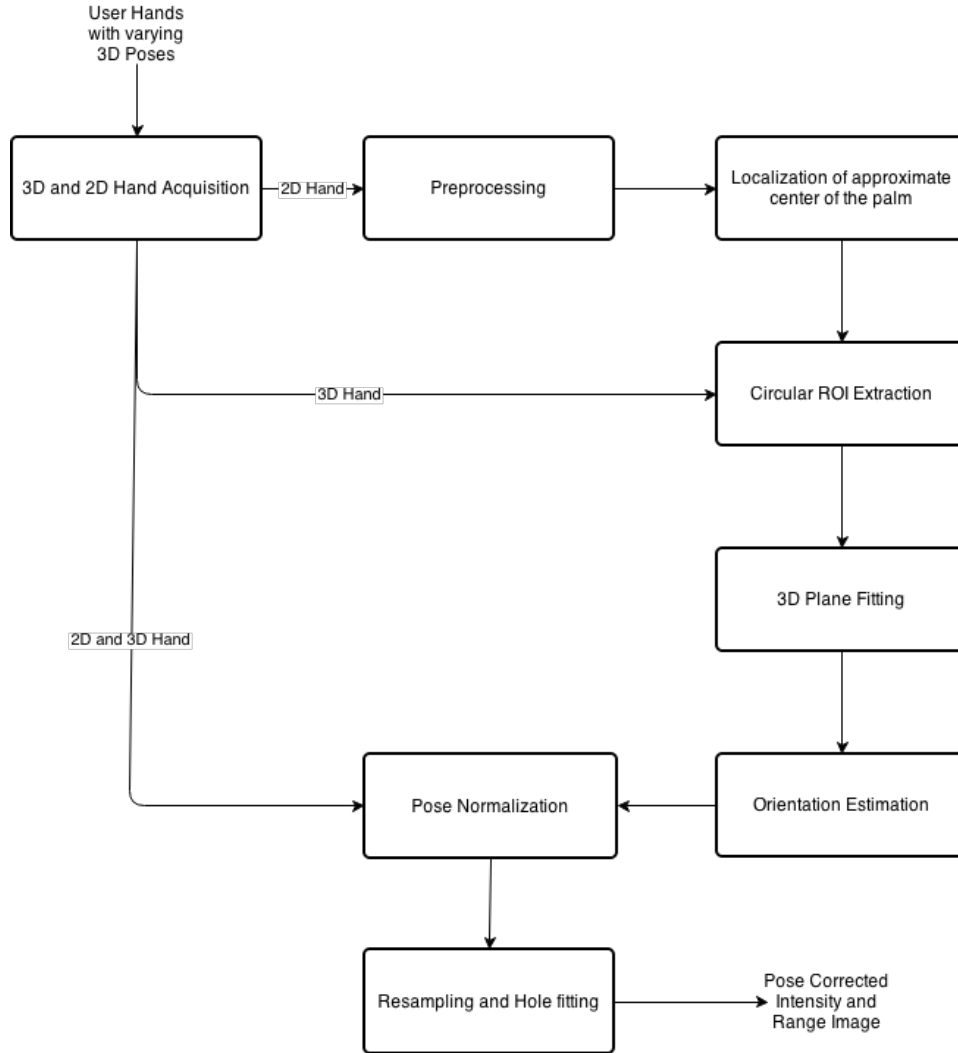 User Hands
with varying
3D Poses
3D and 2D Hand Acquisition
2D Hand
Preprocessing
Localization of approximate
center of the palm
3D Hand
Circular ROI Extraction
3D Plane Fitting
2D and 3D Hand
Pose Normalization
Orientation Estimation
Resampling and Hole fitting
Pose Corrected
Intensity and
Range Image